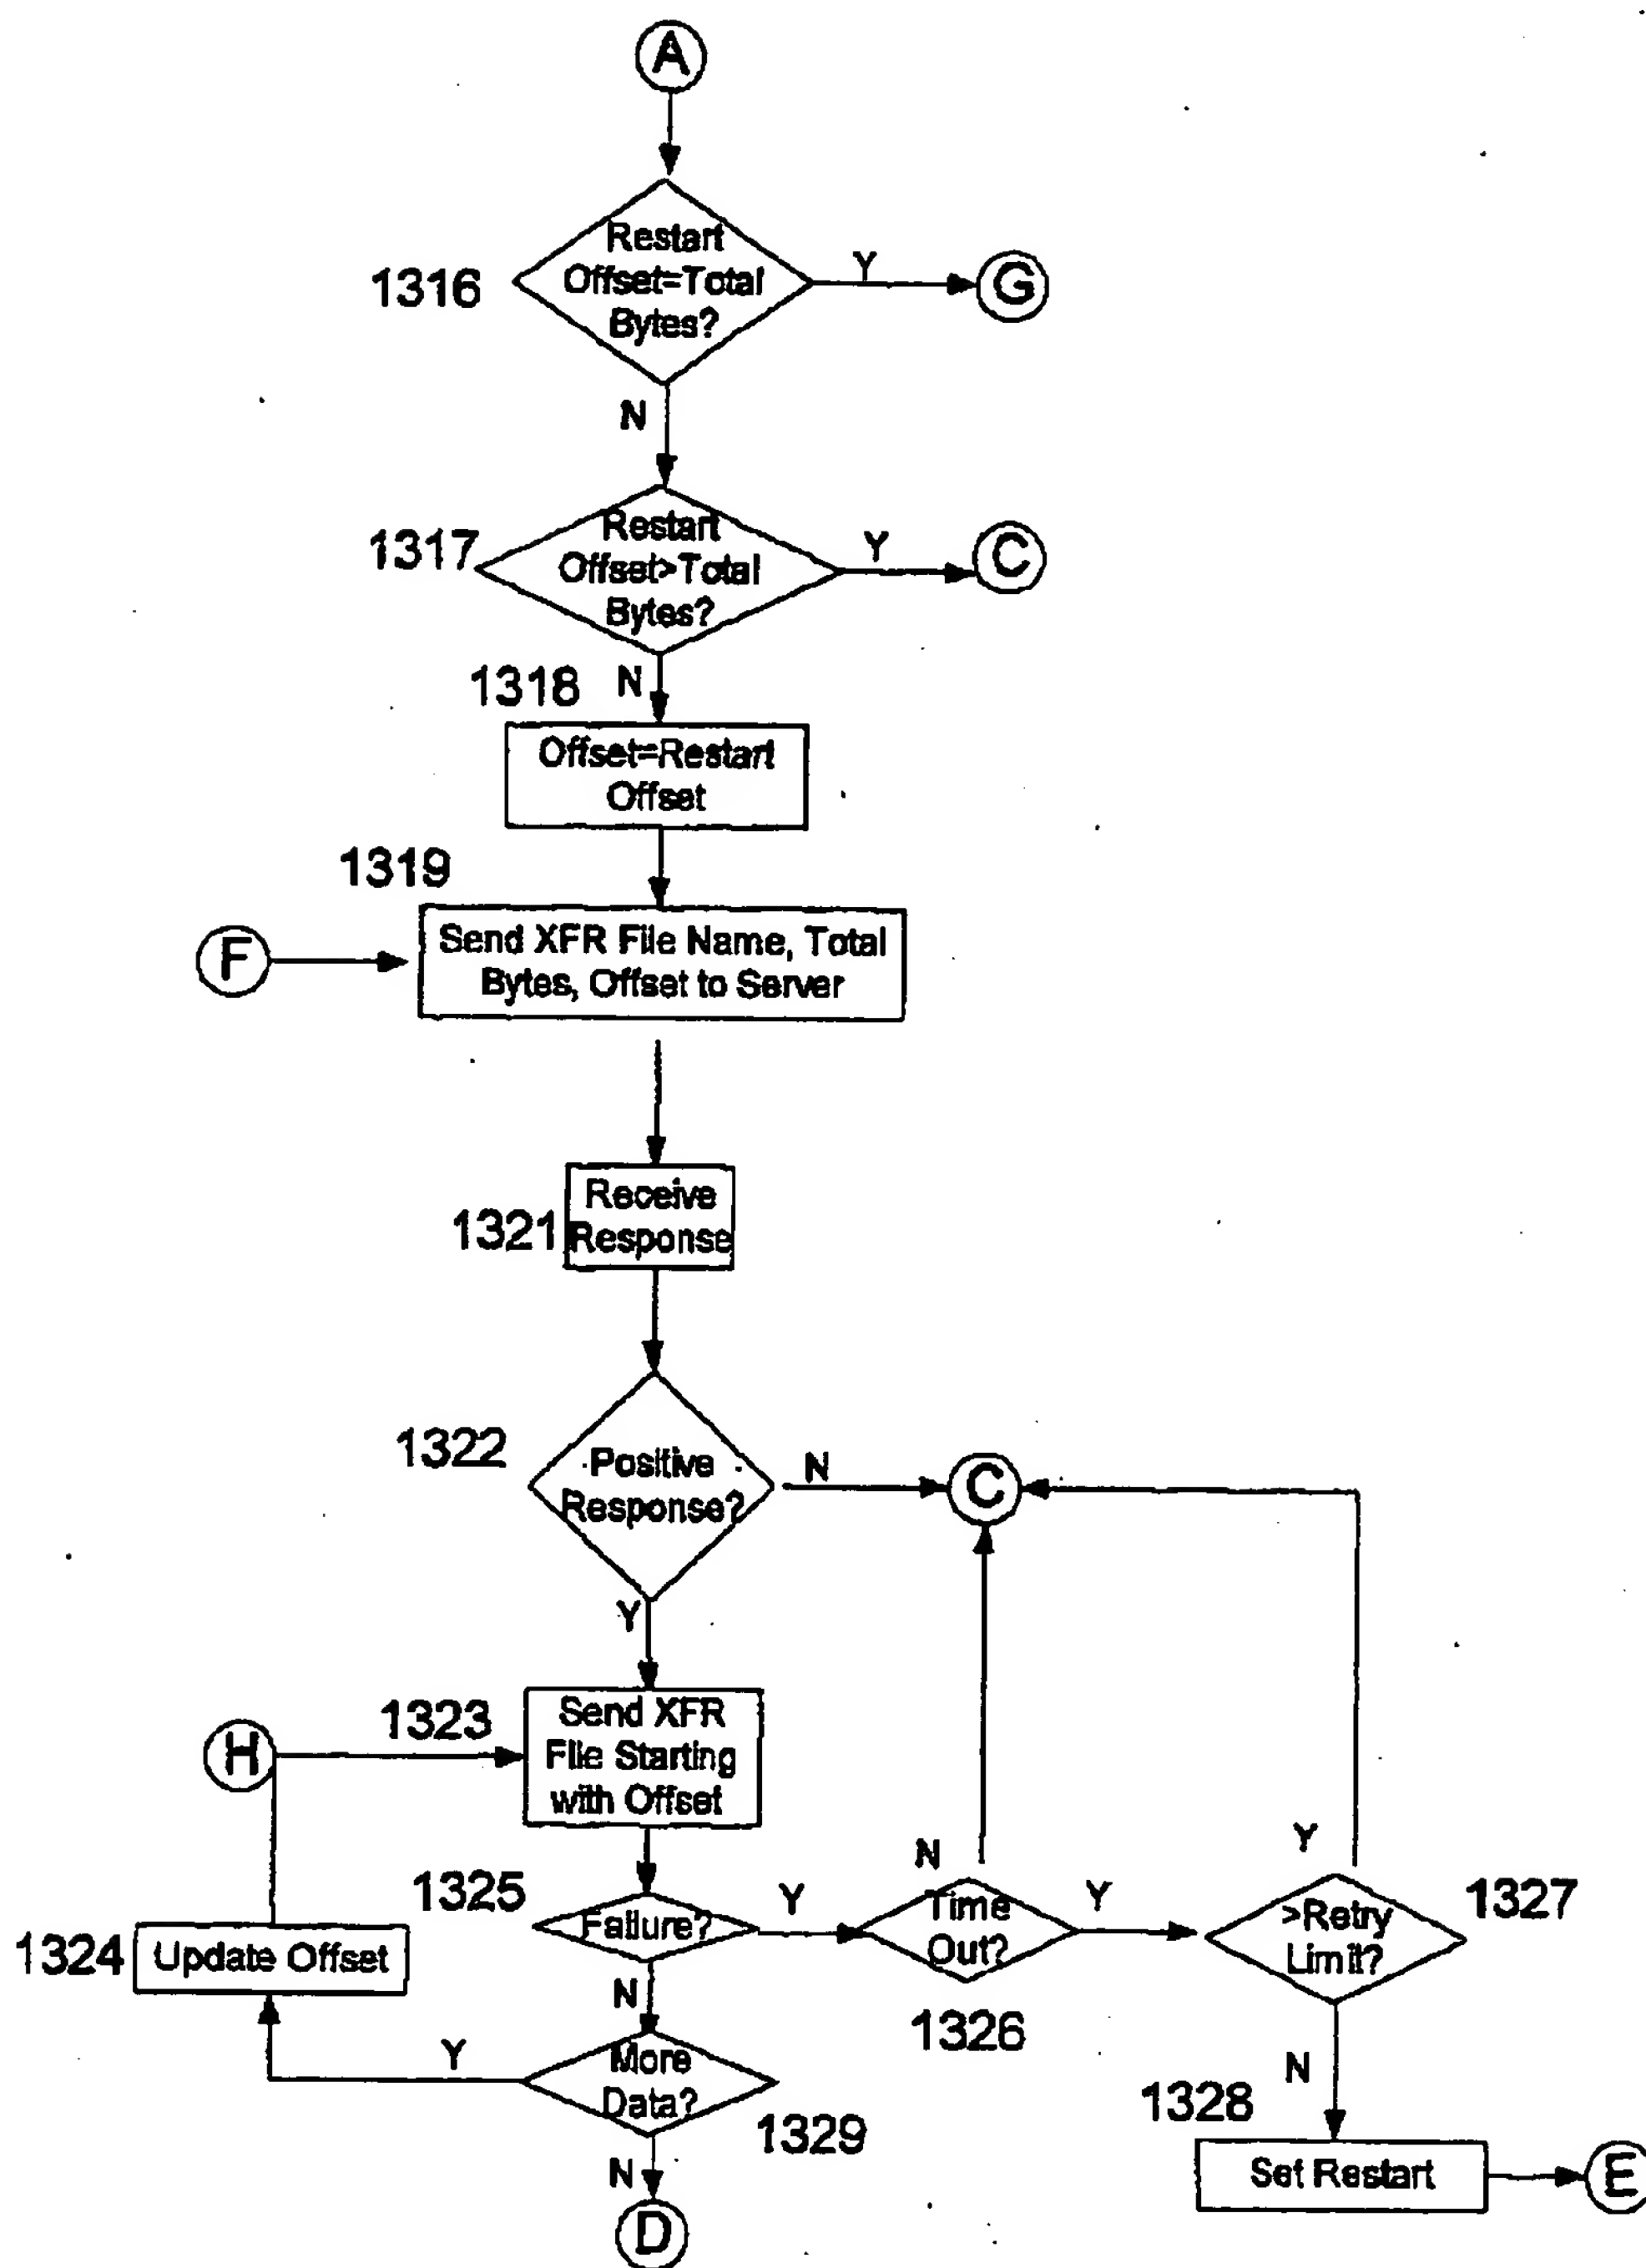 A
Restart
Offset=Total
Bytes?
1316
Y
G
N
Restart
Offset>Total
Bytes?
1317
Y
C
N
1318
Offset=Restart
Offset
1319
F
Send XFR File Name, Total
Bytes, Offset to Server
1321
Receive
Response
1322
Positive
Response?
N
C
Y
1323
H
Send XFR
File Starting
with Offset
N
Y
1325
Failure?
Y
Time
Out?
Y
>Retry
Limit?
1327
1324
Update Offset
N
1326
Y
More
Data?
1329
N
1328
N
D
Set Restart
E